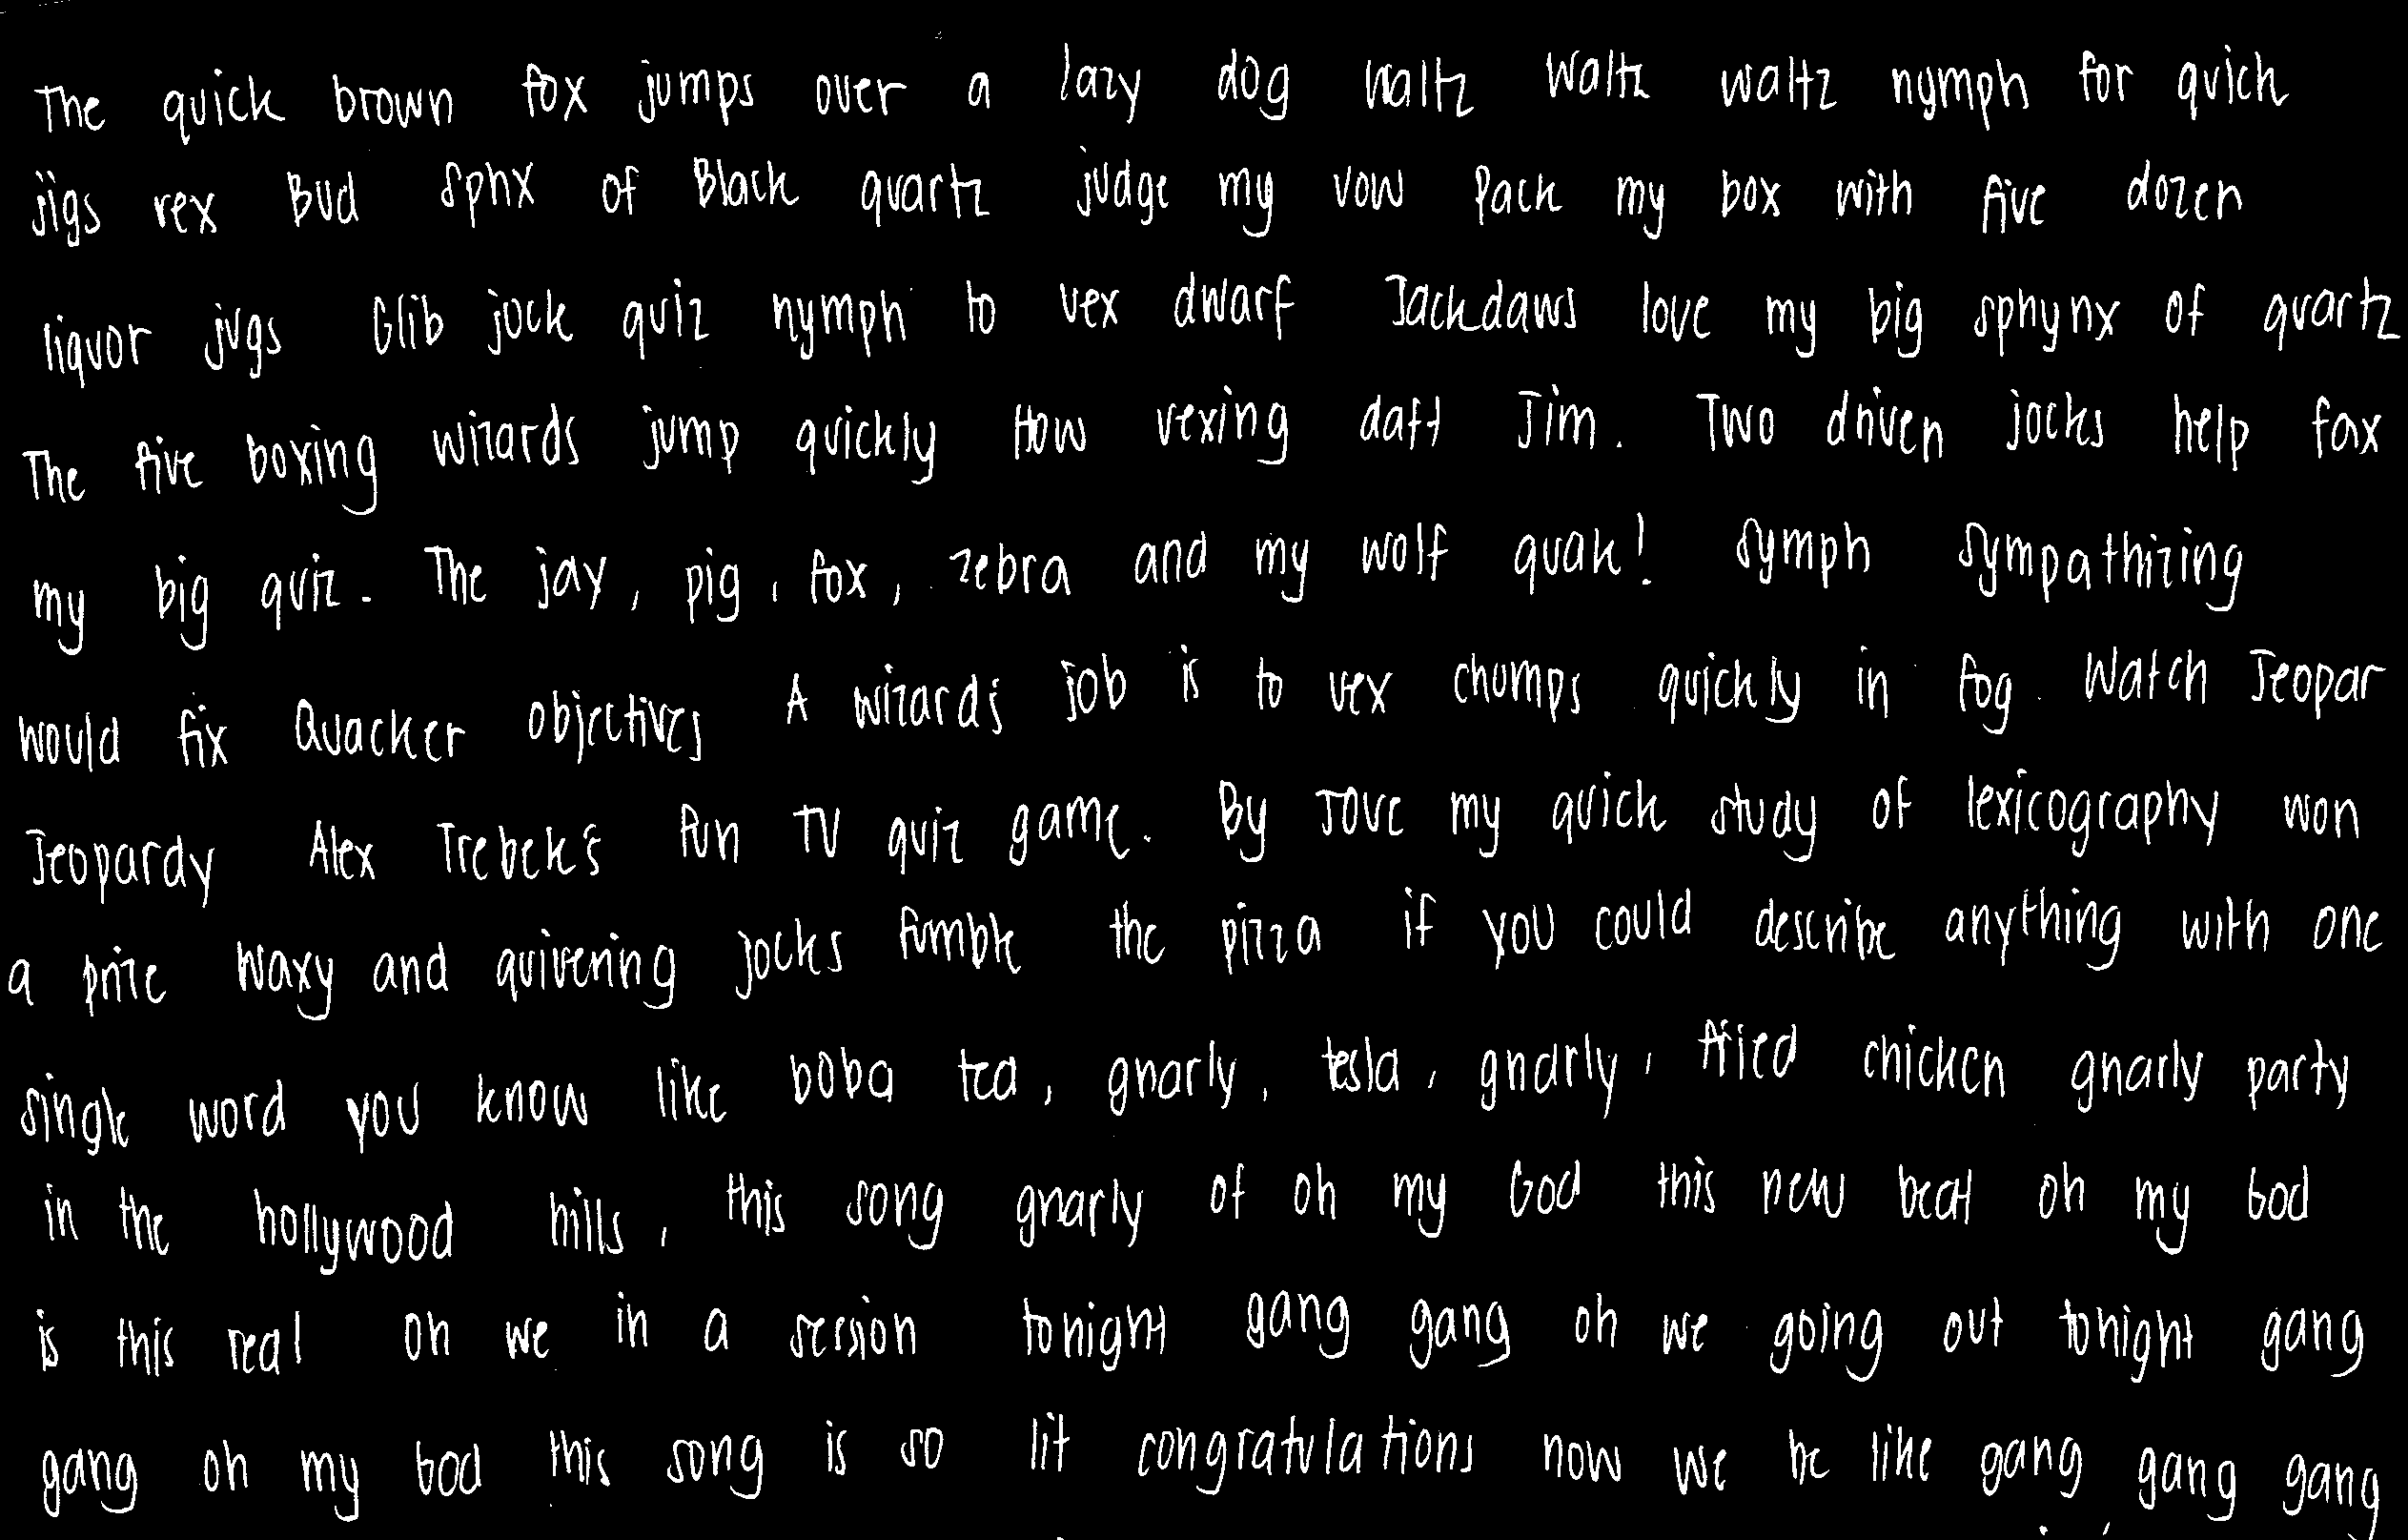 The quick brown fox jumps over a lazy dog waltz waltz waltz nymph for quick
jigs rex Bud sphx of Black quartz judge my vow Pack my box with five dozen
liquor jugs Glib jock quiz nymph to vex dwarf Jackdaws love my big sphynx of quartz
The five boxing wizards jump quickly How vexing daft Jim. Two driven jocks help fax
my big quiz. The jay, pig, fox, zebra and my wolf quak! Symph sympathizing
would fix Quacker objectives A wizard's job is to vex chumps quickly in fog. Watch Jeopar
Jeopardy Alex Trebek's fun TV quiz game. By Jove my quick study of lexicography won
a prize waxy and quivering jocks fumble the pizza if you could describe anything with one
single word you know like boba tea, gnarly, tesla, gnarly, fried chicken gnarly party
in the hollywood hills, this song gnarly of oh my God this new beat oh my God
is this real oh we in a session tonight gang gang oh we going out tonight gang
gang oh my God this song is so lit congratulations now we be like gang gang gang